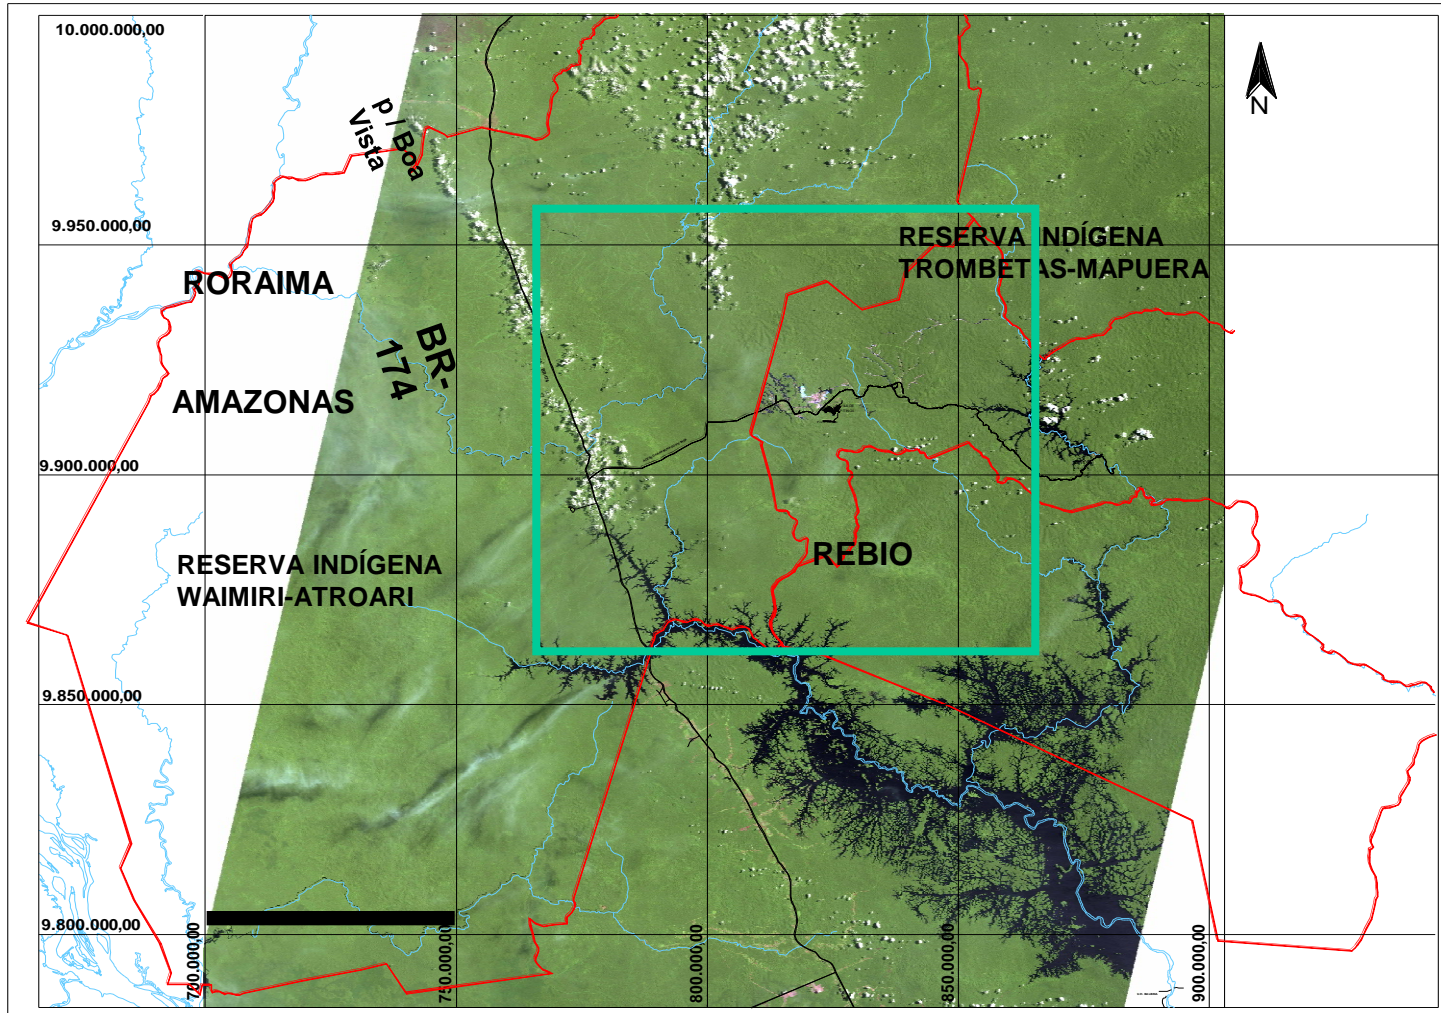 10.000.000,00
N
p / Boa
Vista
9.950.000,00
RESERVA INDÍGENA
TROMBETAS-MAPUERA
RORAIMA
BR-
174
AMAZONAS
9.900.000,00
REBIO
RESERVA INDÍGENA
WAIMIRI-ATROARI
9.850.000,00
9.800.000,00
700.000,00
750.000,00
800.000,00
850.000,00
900.000,00